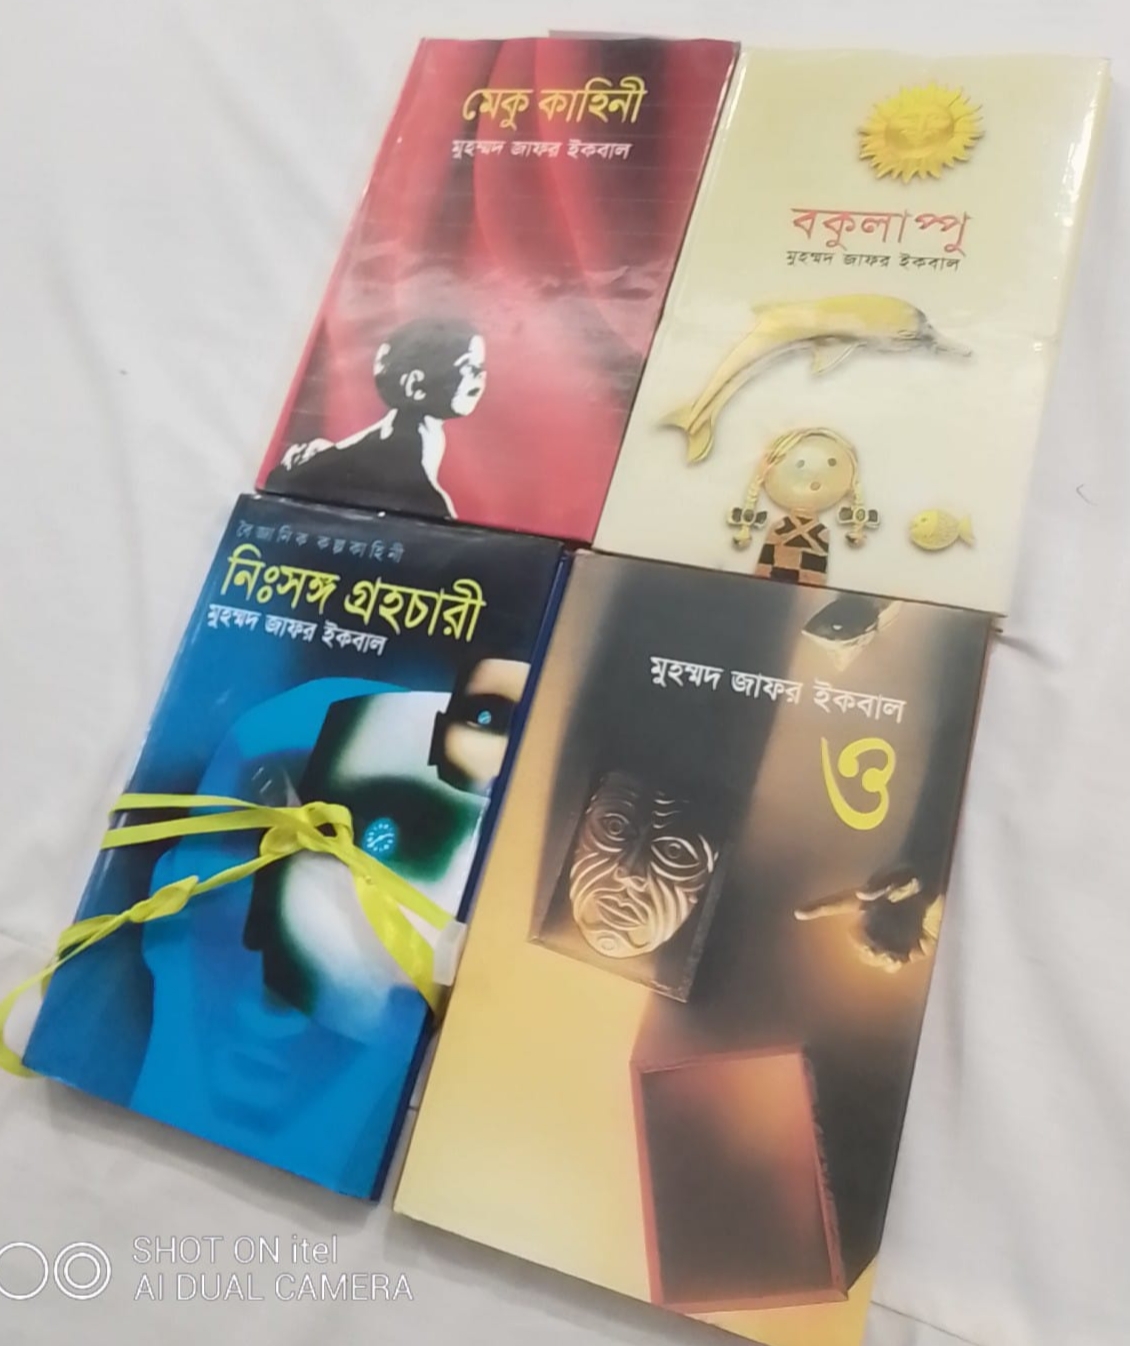 মেকু কাহিনী
মুহম্মদ জাফর ইকবাল
বকুলাপ্পু
মুহম্মদ জাফর ইকবাল
বৈজ্ঞানিক কল্পকাহিনী
নিঃসঙ্গ গ্রহচারী
মুহম্মদ জাফর ইকবাল
মুহম্মদ জাফর ইকবাল
ও
SHOT ON itel
AI DUAL CAMERA